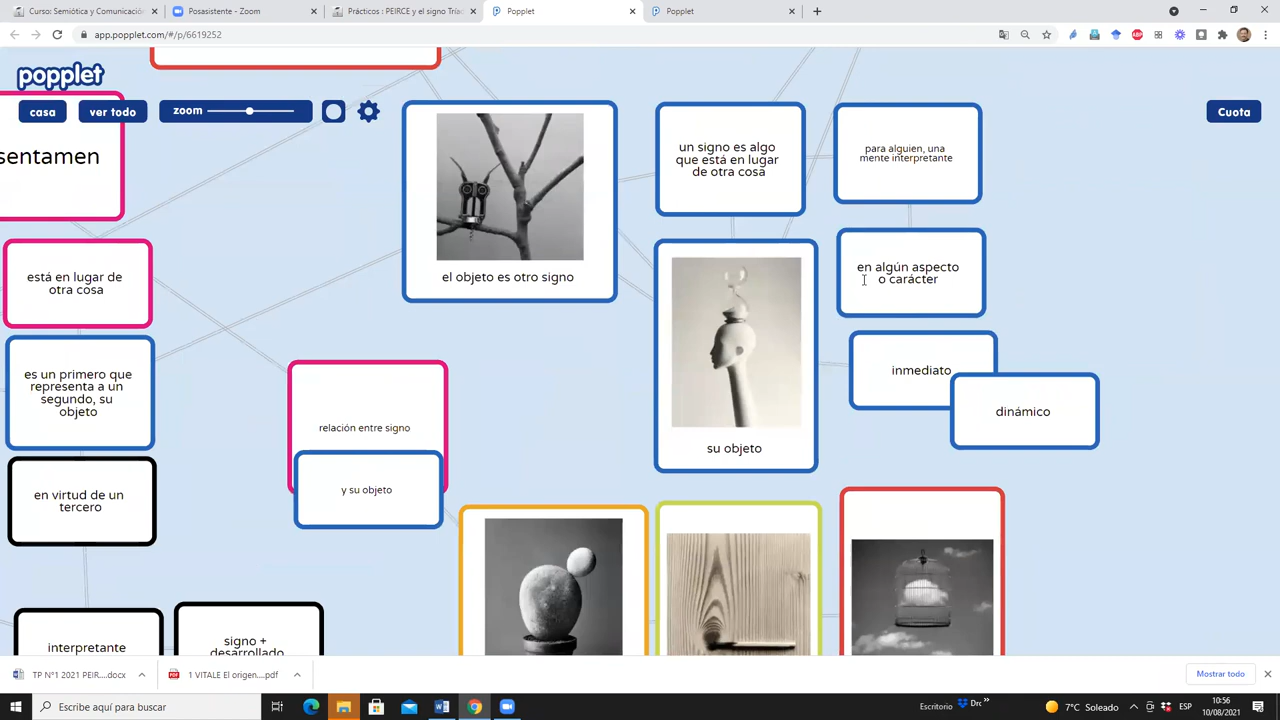 Curso: Semiótica y Comunicación
Posasistente - Zoom
Prácticos : PEIRCE y el signo Triád
Popplet
Popplet
app.popplet.com/#/p/6619252
popplet
casa
ver todo
zoom
Cuota
sentamen
está en lugar de
otra cosa
es un primero que
representa a un
segundo, su
objeto
en virtud de un
tercero
interpretante
signo +
desarrollado
relación entre signo
y su objeto
el objeto es otro signo
un signo es algo
que está en lugar
de otra cosa
para alguien, una
mente interpretante
en algún aspecto
o carácter
su objeto
inmediato
dinámico
TP N°1 2021 PEIR....docx
PDF
1 VITALE El origen....pdf
Mostrar todo
Escribe aquí para buscar
Escritorio
7°C Soleado
ESP
10:56
10/08/2021